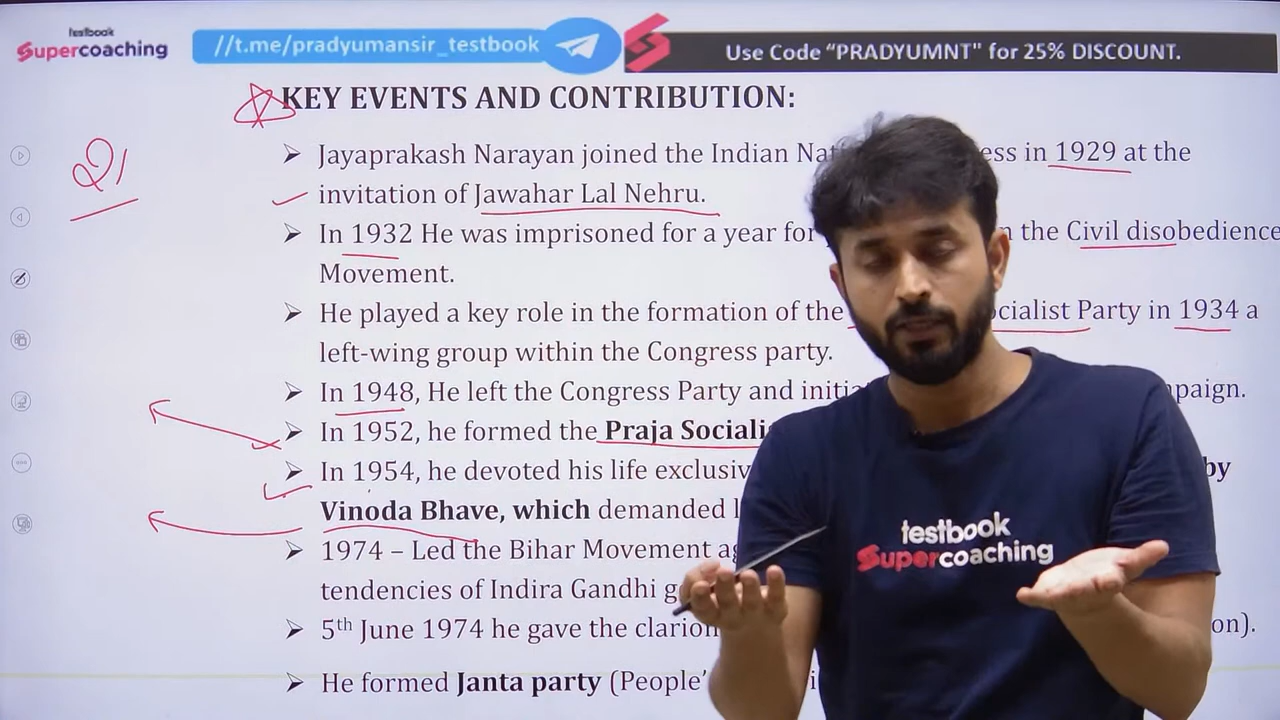 testbook
Supercoaching
//t.me/pradyumansir_testbook
Use Code “PRADYUMNT" for 25% DISCOUNT.
KEY EVENTS AND CONTRIBUTION:
Jayaprakash Narayan joined the Indian Nat ess in 1929 at the
invitation of Jawahar Lal Nehru.
In 1932 He was imprisoned for a year for n the Civil disobedience
Movement.
He played a key role in the formation of the cialist Party in 1934 a
left-wing group within the Congress party.
In 1948, He left the Congress Party and initi paign.
In 1952, he formed the Praja Sociali
In 1954, he devoted his life exclusiv by
Vinoda Bhave, which demanded l
1974 – Led the Bihar Movement ag
tendencies of Indira Gandhi g
5th June 1974 he gave the clarion on).
He formed Janta party (People’
testbook
Supercoaching